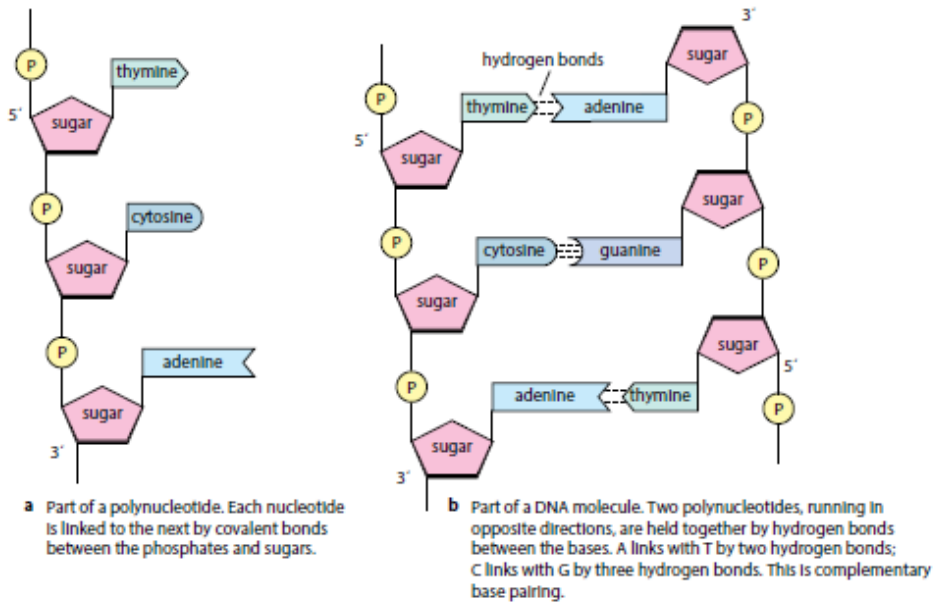 P
thymine
5´
sugar
P
cytosine
sugar
P
adenine
sugar
3´
a Part of a polynucleotide. Each nucleotide
is linked to the next by covalent bonds
between the phosphates and sugars.
3´
sugar
hydrogen bonds
P
thymine
adenine
P
5´
sugar
sugar
P
cytosine
guanine
P
sugar
sugar
5´
P
adenine
thymine
P
sugar
3´
b Part of a DNA molecule. Two polynucleotides, running in
opposite directions, are held together by hydrogen bonds
between the bases. A links with T by two hydrogen bonds;
C links with G by three hydrogen bonds. This is complementary
base pairing.